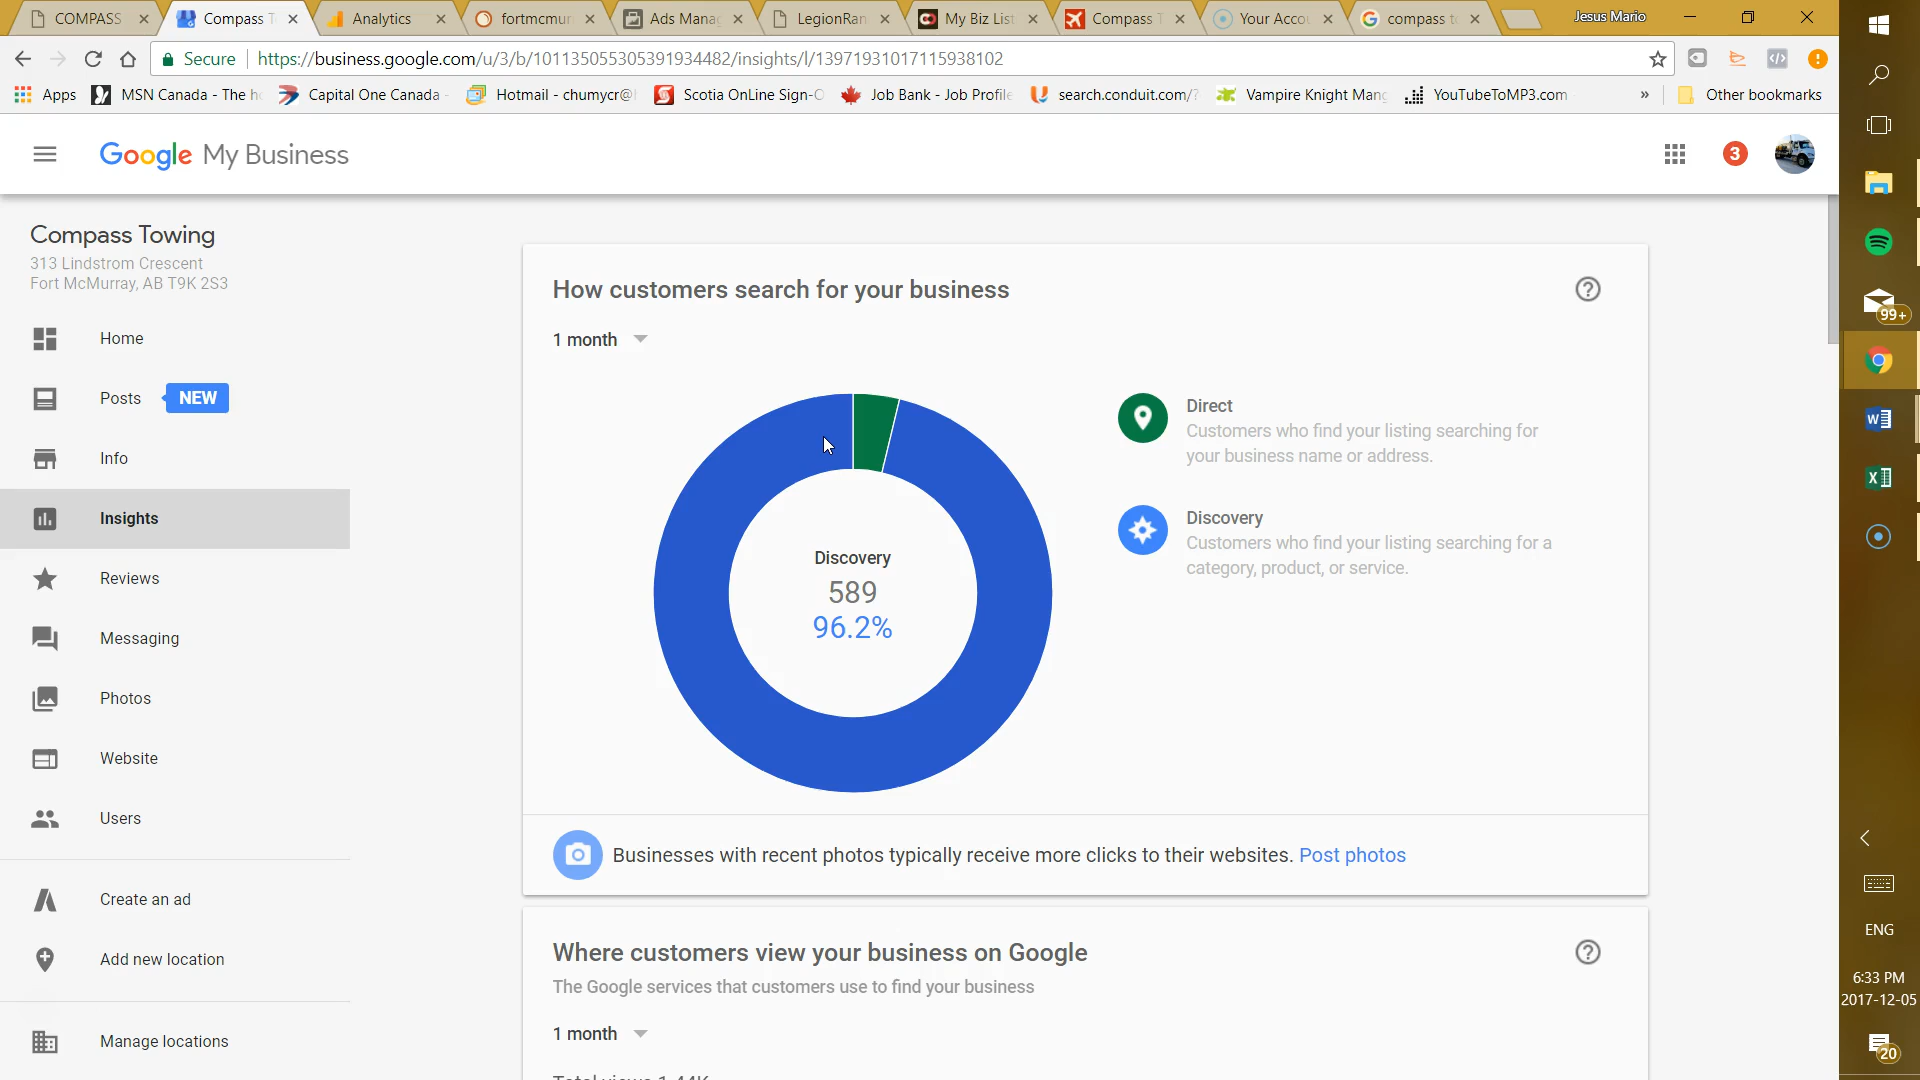 COMPASS
Compass T
Analytics
fortmcmur
Ads Mana
LegionRan
My Biz List
Compass T
Your Accou
compass to
Jesus Mario
Secure
https://business.google.com/u/3/b/101135055305391934482/insights/l/13971931017115938102
Apps
MSN Canada - The h
Capital One Canada -
Hotmail - chumycr@
Scotia OnLine Sign-O
Job Bank - Job Profile
search.conduit.com/?
Vampire Knight Mang
YouTubeToMP3.com
»
Other bookmarks
Google My Business
3
Compass Towing
313 Lindstrom Crescent
Fort McMurray, AB T9K 2S3
Home
Posts
NEW
Info
Insights
Reviews
Messaging
Photos
Website
Users
Create an ad
Add new location
Manage locations
How customers search for your business
1 month
Discovery
589
96.2%
Direct
Customers who find your listing searching for
your business name or address.
Discovery
Customers who find your listing searching for a
category, product, or service.
Businesses with recent photos typically receive more clicks to their websites. Post photos
Where customers view your business on Google
The Google services that customers use to find your business
1 month
Total views 1.44K
99+
ENG
6:33 PM
2017-12-05
20